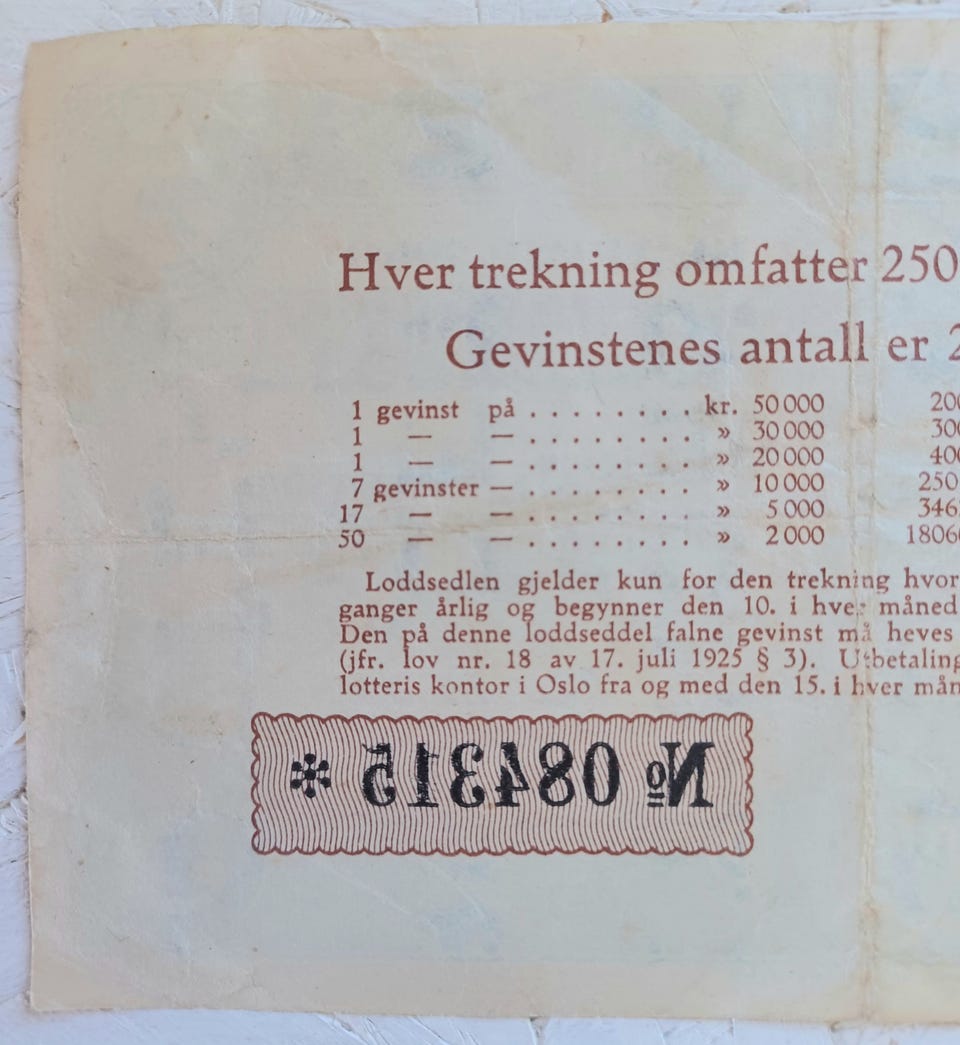 Hver trekning omfatter 250
Gevinstenes antall er 2
1 gevinst på . . . . . . . . kr. 50 000 200
1 — — . . . . . . . . » 30 000 300
1 — — . . . . . . . . » 20 000 400
7 gevinster — . . . . . . . . » 10 000 250
17 — — . . . . . . . . » 5 000 346
50 — — . . . . . . . . » 2 000 1806
Loddsedlen gjelder kun for den trekning hvor
ganger årlig og begynner den 10. i hver måned
Den på denne loddseddel falne gevinst må heves
(jfr. lov nr. 18 av 17. juli 1925 § 3). Utbetaling
lotteris kontor i Oslo fra og med den 15. i hver mån
№ 084315 *